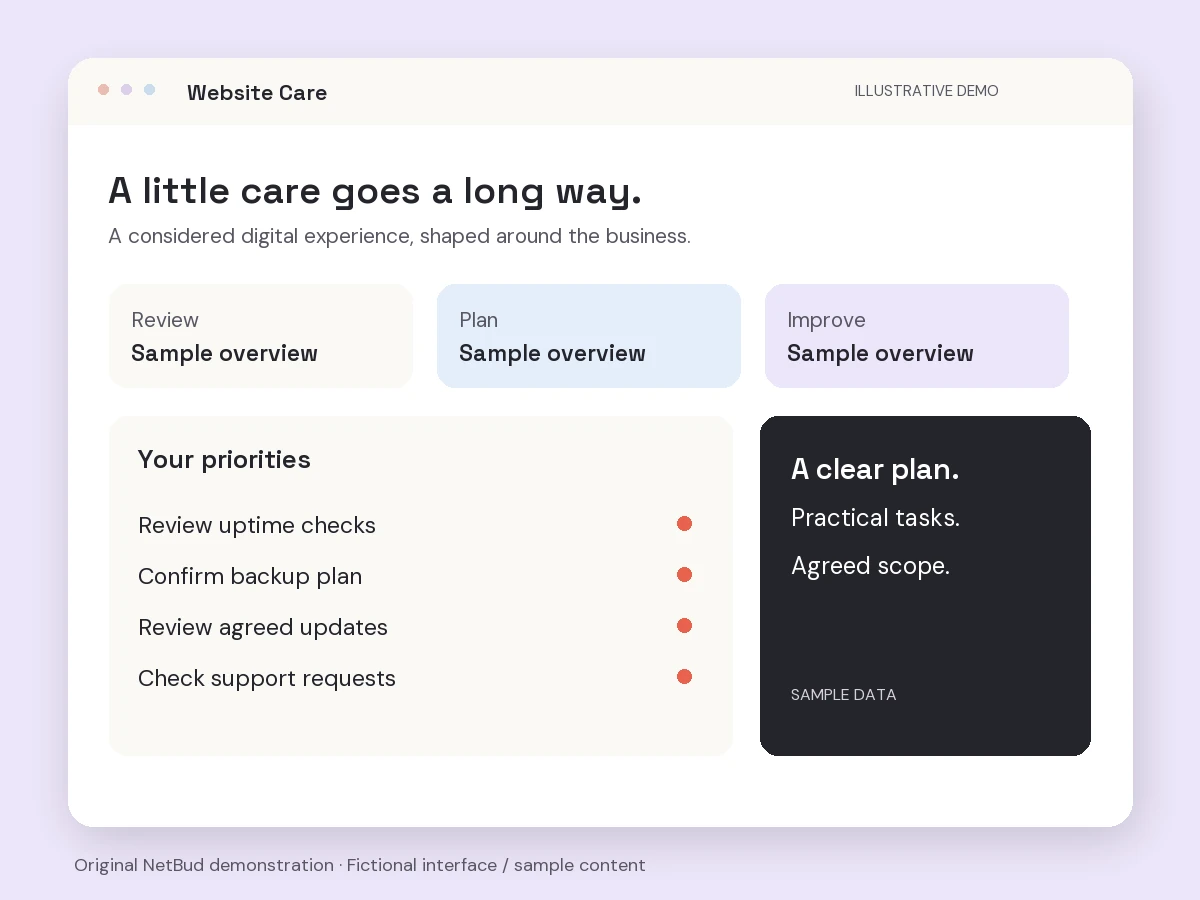 Website Care
ILLUSTRATIVE DEMO
A little care goes a long way.
A considered digital experience, shaped around the business.
Review
Sample overview
Plan
Sample overview
Improve
Sample overview
Your priorities
Review uptime checks
Confirm backup plan
Review agreed updates
Check support requests
A clear plan.
Practical tasks.
Agreed scope.
SAMPLE DATA
Original NetBud demonstration · Fictional interface / sample content